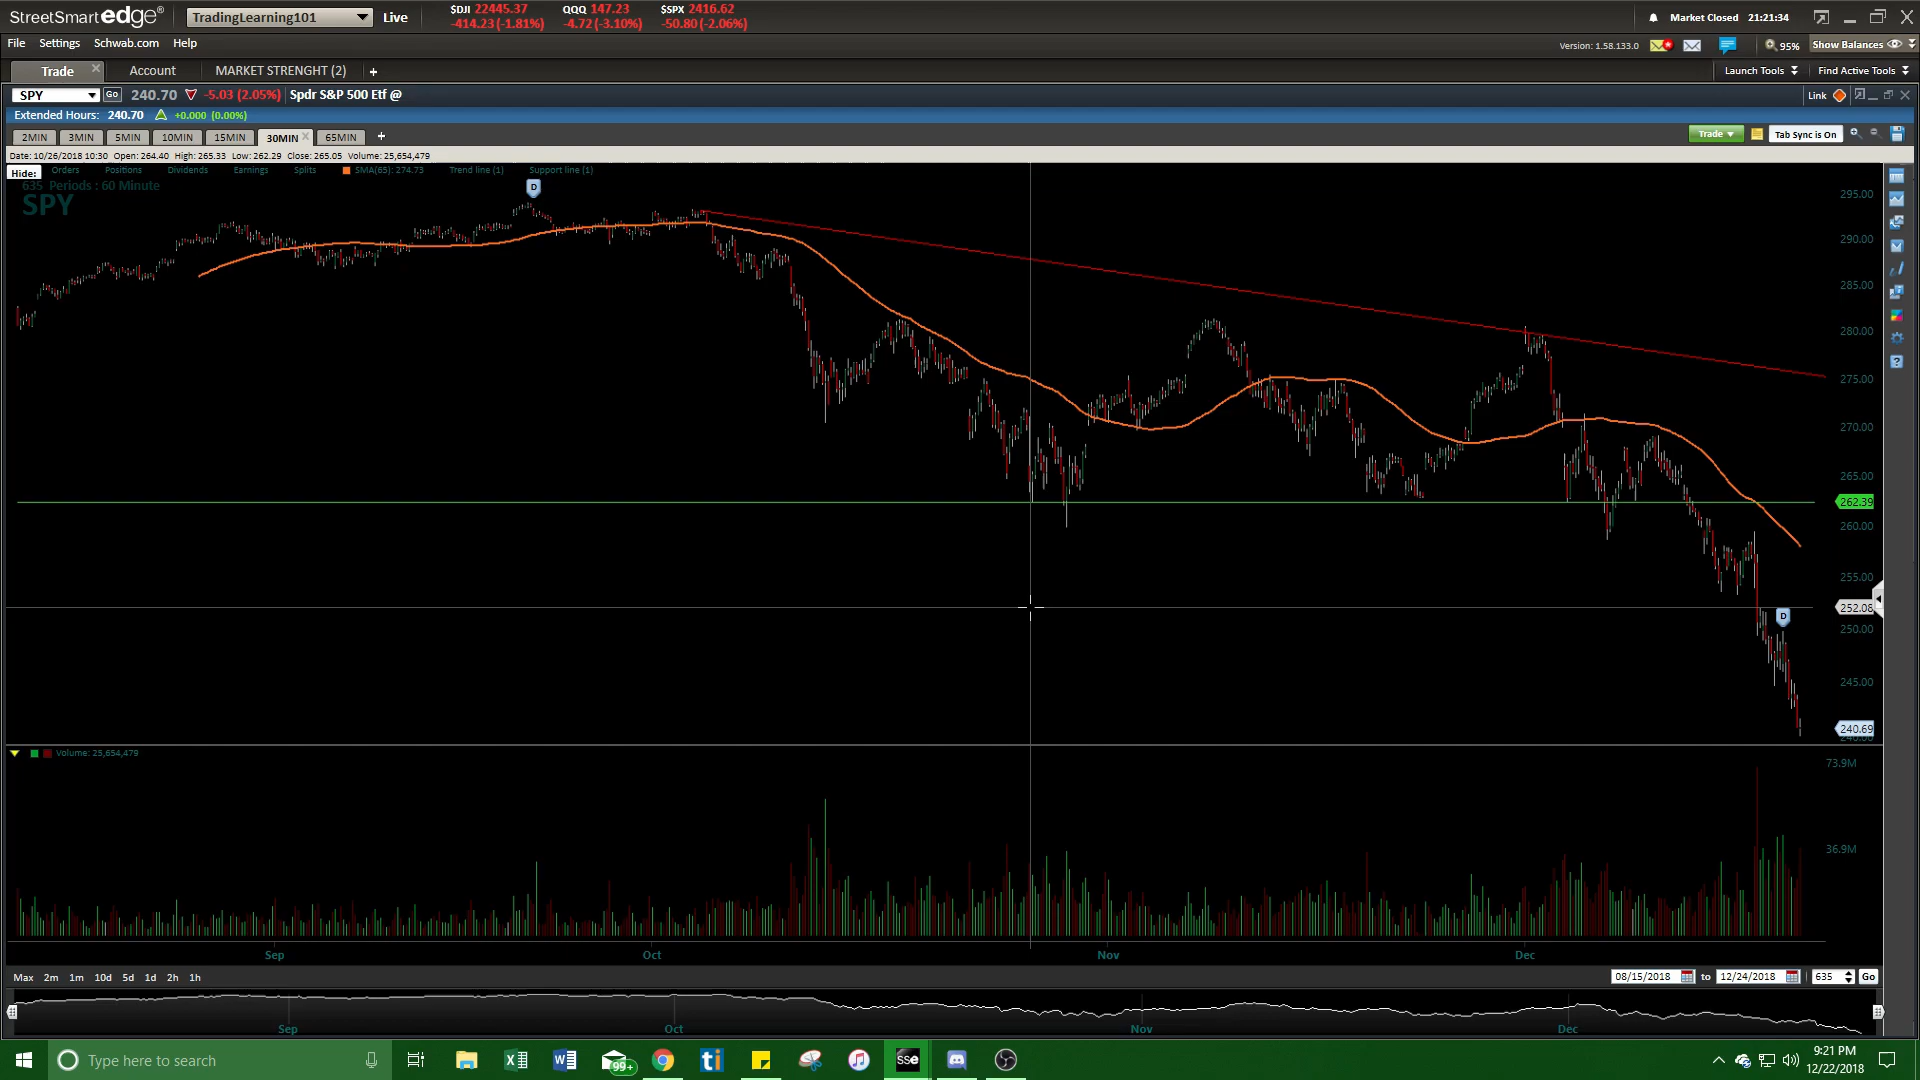 StreetSmart edge® TradingLearning101 Live $DJI 22445.37 QQQ 147.23 $SPX 2416.62 Market Closed 21:21:34
-414.23 (-1.81%) -4.72 (-3.10%) -50.80 (-2.06%)
File Settings Schwab.com Help Version: 1.58.133.0 95% Show Balances
Trade Account MARKET STRENGHT (2) + Launch Tools Find Active Tools
SPY Go 240.70 -5.03 (2.05%) Spdr S&P 500 Etf @ Link
Extended Hours: 240.70 +0.000 (0.00%)
2MIN 3MIN 5MIN 10MIN 15MIN 30MIN 65MIN + Trade Tab Sync is On
Date: 10/26/2018 10:30 Open: 264.40 High: 265.33 Low: 262.29 Close: 265.05 Volume: 25,654,479
Hide: Orders Positions Dividends Earnings Splits SMA(65): 274.73 Trend line (1) Support line (1)
635 Periods : 60 Minute
SPY
D
295.00
290.00
285.00
280.00
275.00
270.00
265.00
262.39
260.00
255.00
252.08
D
250.00
245.00
240.69
240.00
Volume: 25,654,479
73.9M
36.9M
Sep Oct Nov Dec
Max 2m 1m 10d 5d 1d 2h 1h 08/15/2018 to 12/24/2018 635 Go
Sep Oct Nov Dec
Type here to search 99+ ti SSe 9:21 PM
12/22/2018